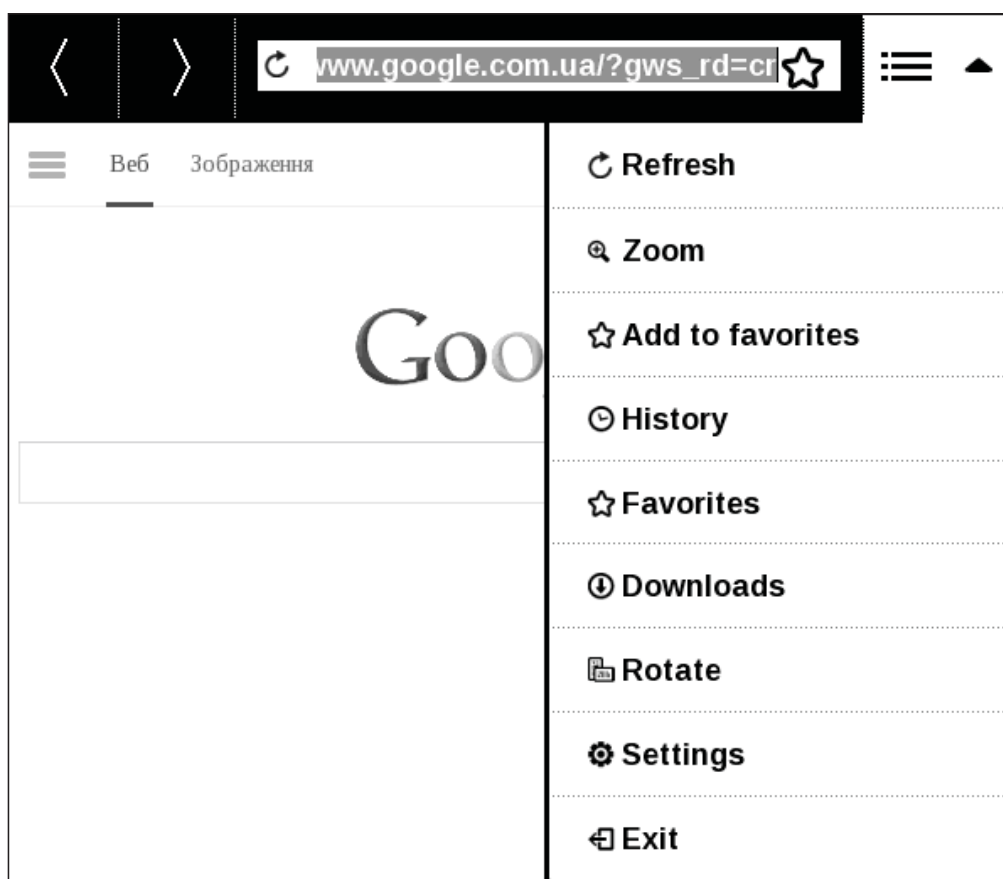 www.google.com.ua/?gws_rd=cr
Веб Зображення
Goo
Refresh
Zoom
Add to favorites
History
Favorites
Downloads
Rotate
Settings
Exit